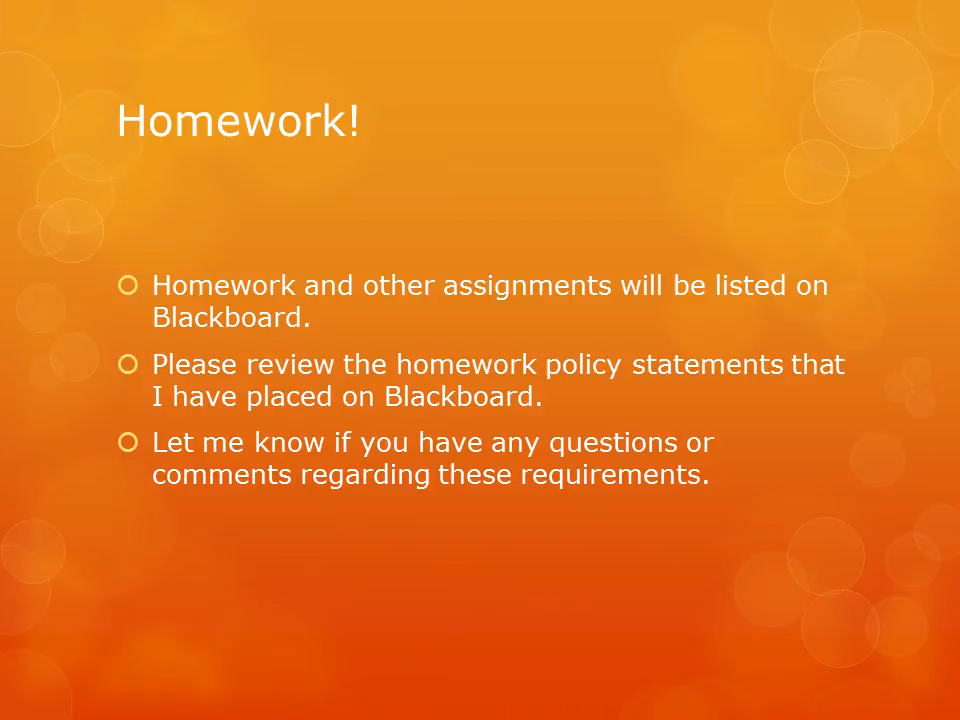 Homework!
Homework and other assignments will be listed on
Blackboard.
Please review the homework policy statements that
I have placed on Blackboard.
Let me know if you have any questions or
comments regarding these requirements.